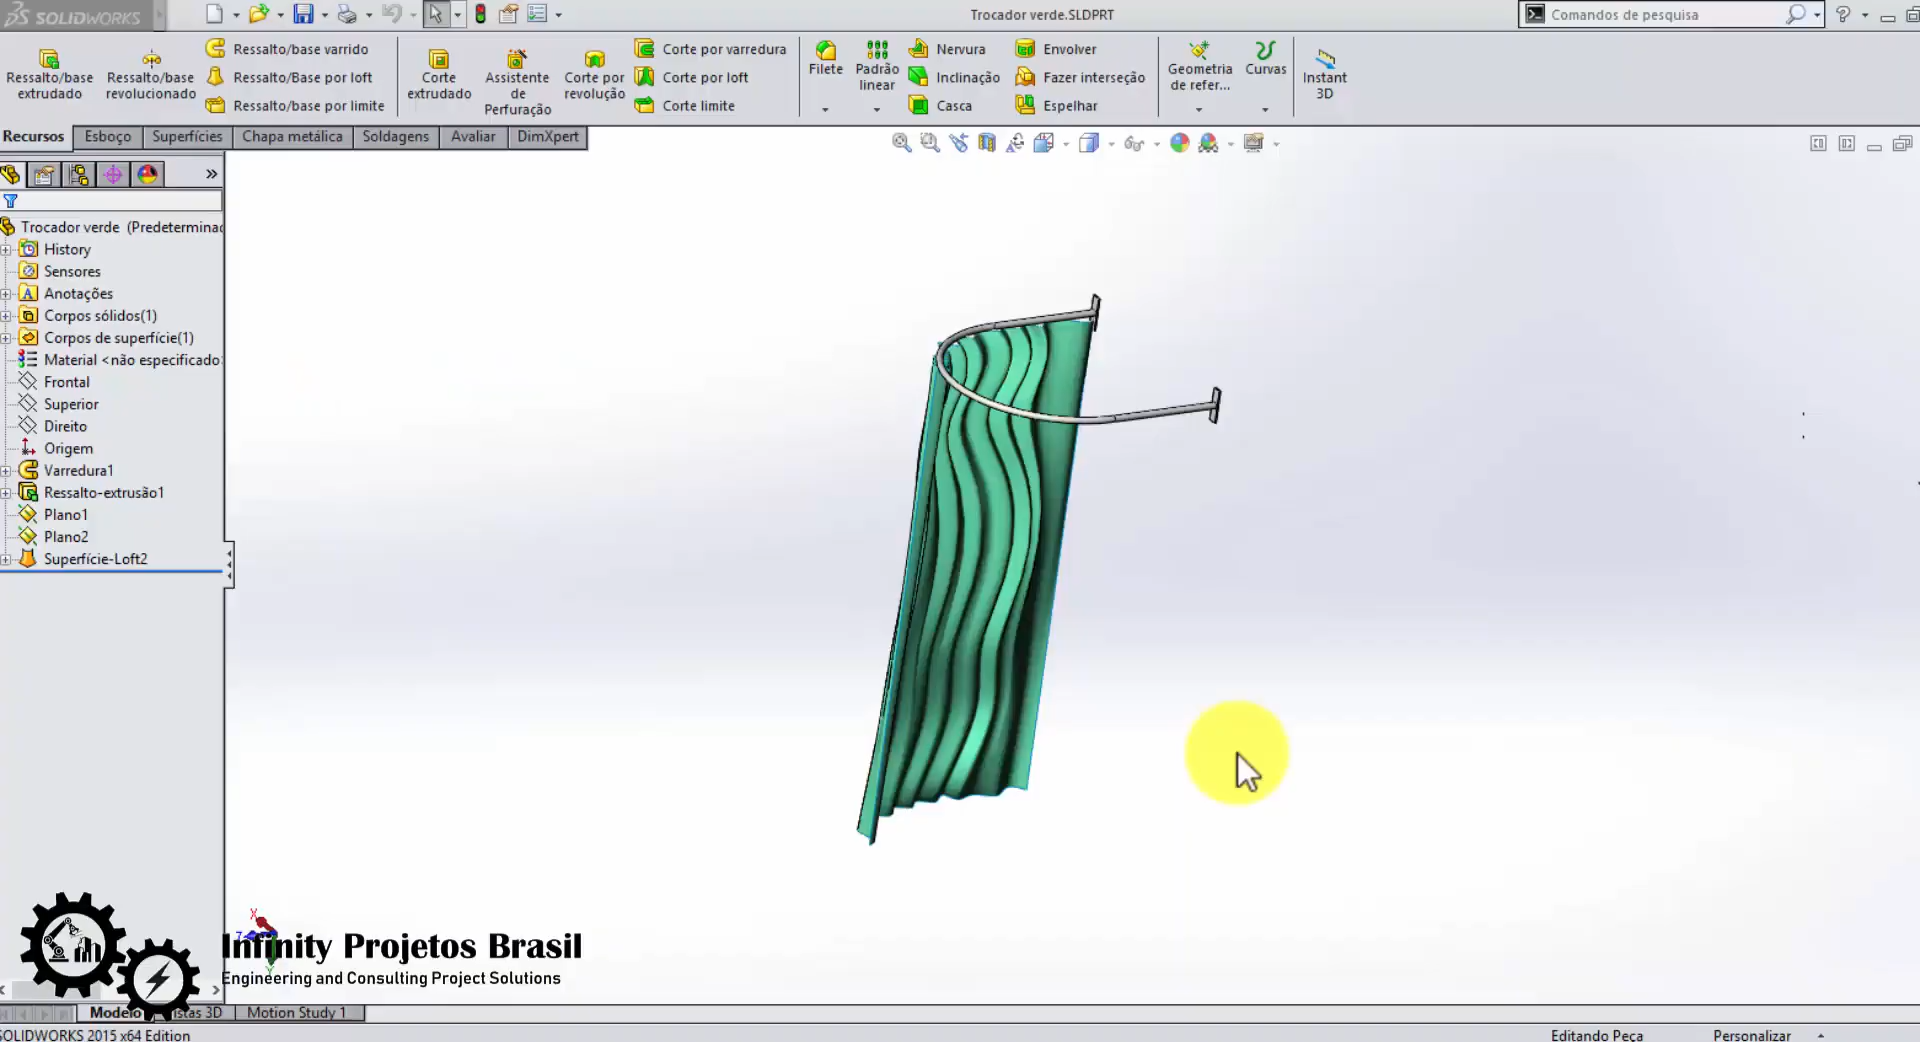 SOLIDWORKS
Trocador verde.SLDPRT
Comandos de pesquisa
Ressalto/base extrudado
Ressalto/base revolucionado
Ressalto/base varrido
Ressalto/Base por loft
Ressalto/base por limite
Corte extrudado
Assistente de Perfuração
Corte por revolução
Corte por varredura
Corte por loft
Corte limite
Filete
Padrão linear
Nervura
Inclinação
Casca
Envolver
Fazer interseção
Espelhar
Geometria de refer...
Curvas
Instant 3D
Recursos
Esboço
Superfícies
Chapa metálica
Soldagens
Avaliar
DimXpert
Trocador verde (Predeterminad
History
Sensores
Anotações
Corpos sólidos(1)
Corpos de superfície(1)
Material <não especificado
Frontal
Superior
Direito
Origem
Varredura1
Ressalto-extrusão1
Plano1
Plano2
Superfície-Loft2
X
Z
Y
Infinity Projetos Brasil
Engineering and Consulting Project Solutions
Modelo
stas 3D
Motion Study 1
SOLIDWORKS 2015 x64 Edition
Editando Peça
Personalizar